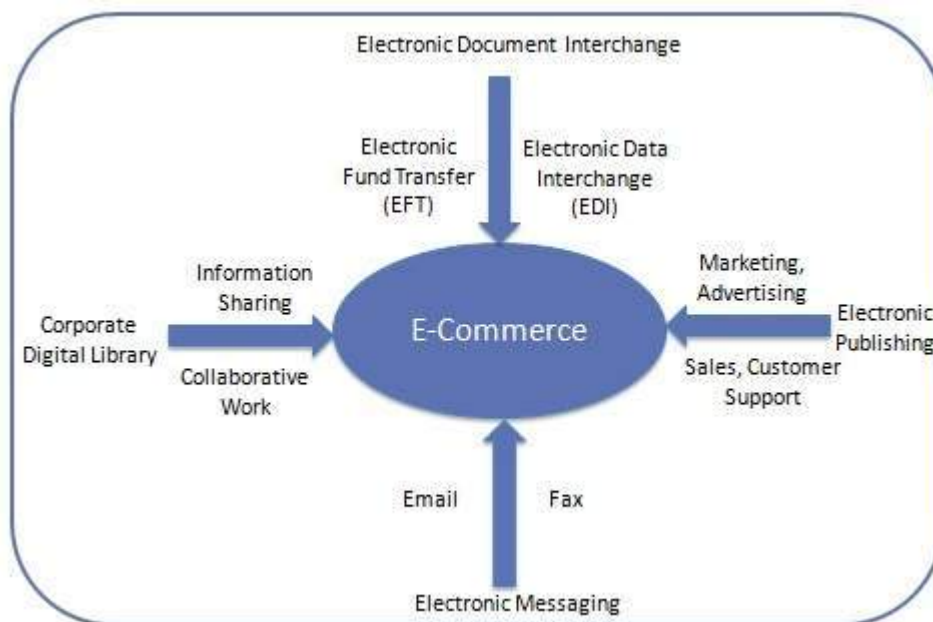 Electronic Document Interchange
Electronic
Fund Transfer
(EFT)
Electronic Data
Interchange
(EDI)
Information
Sharing
Marketing,
Advertising
Corporate
Digital Library
E-Commerce
Electronic
Publishing
Collaborative
Work
Sales, Customer
Support
Email
Fax
Electronic Messaging